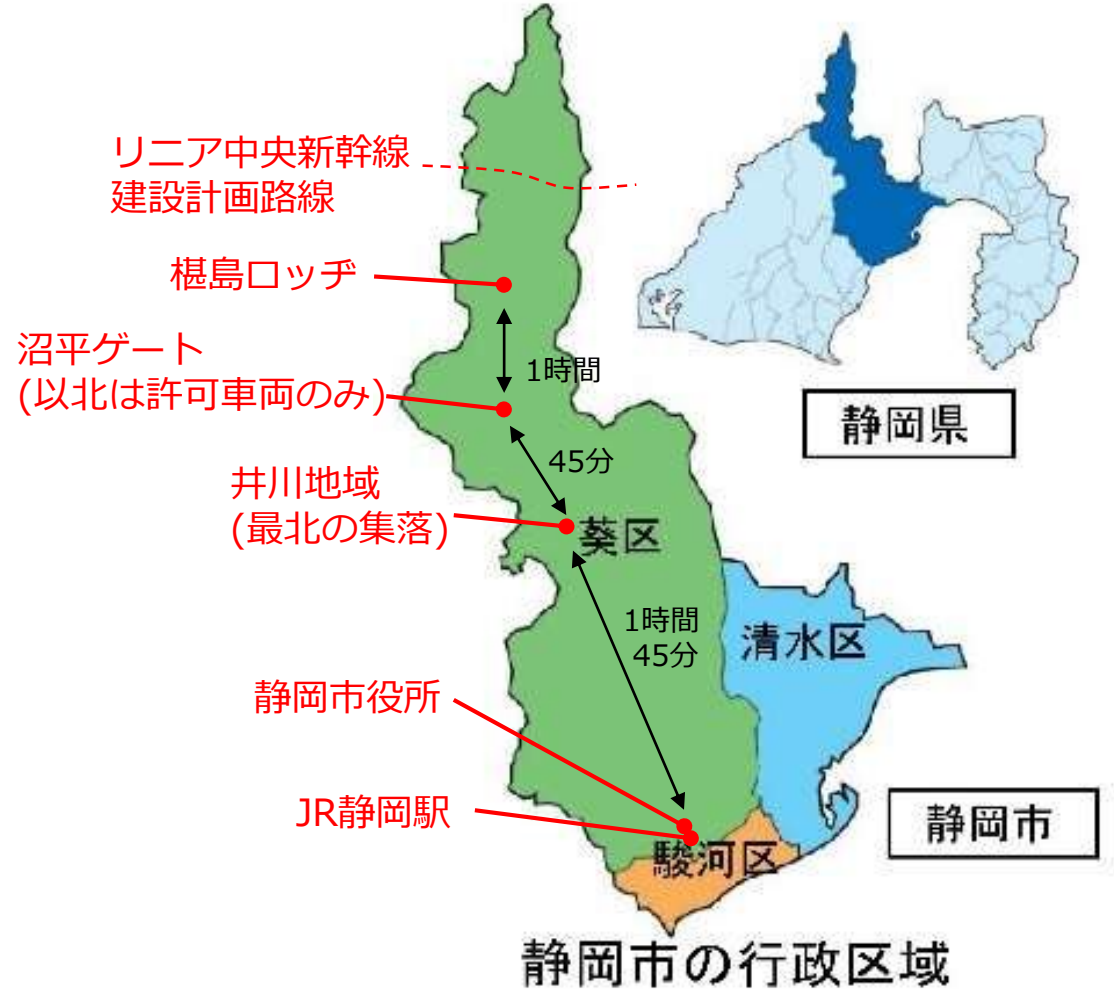 リニア中央新幹線
建設計画路線
椹島ロッヂ
沼平ゲート
(以北は許可車両のみ)
1時間
静岡県
45分
井川地域
(最北の集落)
葵区
1時間
45分
清水区
静岡市役所
JR静岡駅
静岡市
駿河区
静岡市の行政区域